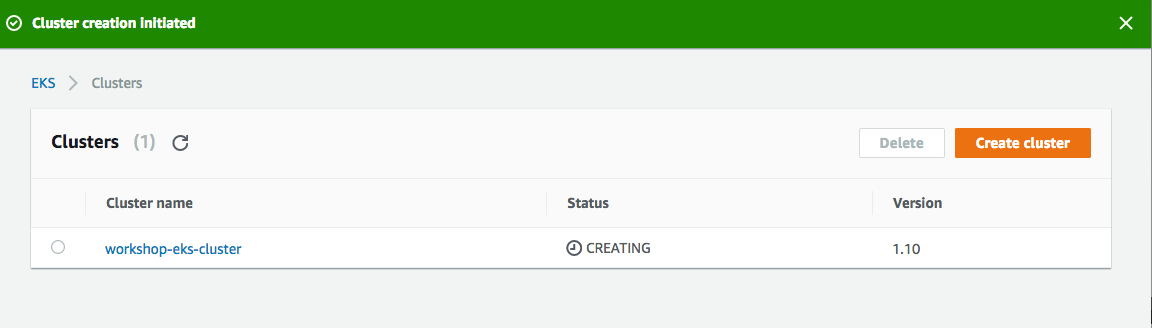 Cluster creation initiated
EKS Clusters
Clusters (1) Delete Create cluster
Cluster name Status Version
workshop-eks-cluster CREATING 1.10